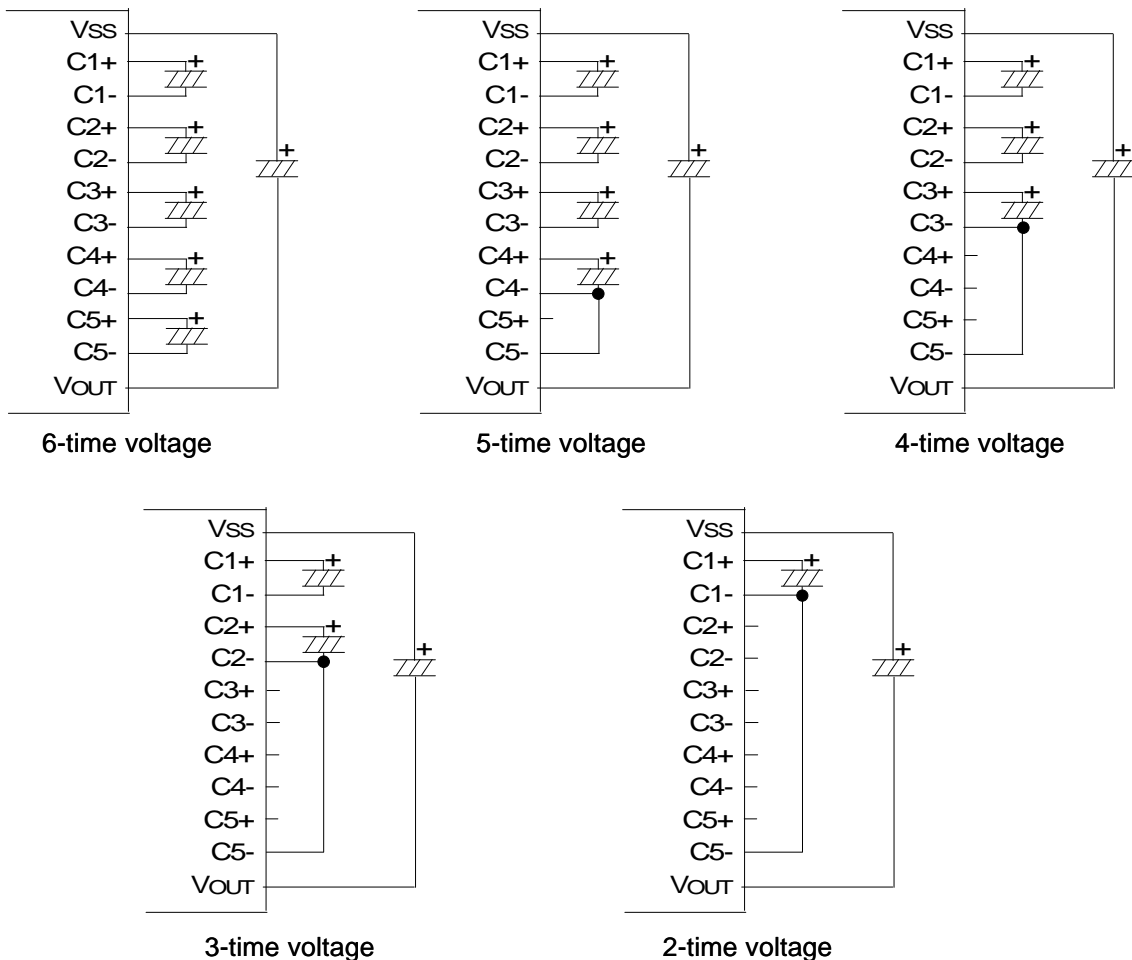 VSS
C1+
+
C1-
C2+
+
C2-
+
C3+
+
C3-
C4+
+
C4-
C5+
+
C5-
VOUT
6-time voltage
VSS
C1+
+
C1-
C2+
+
C2-
+
C3+
+
C3-
C4+
+
C4-
C5+
C5-
VOUT
5-time voltage
VSS
C1+
+
C1-
C2+
+
C2-
+
C3+
+
C3-
C4+
C4-
C5+
C5-
VOUT
4-time voltage
VSS
C1+
+
C1-
C2+
+
C2-
+
C3+
C3-
C4+
C4-
C5+
C5-
VOUT
3-time voltage
VSS
C1+
+
C1-
C2+
C2-
+
C3+
C3-
C4+
C4-
C5+
C5-
VOUT
2-time voltage